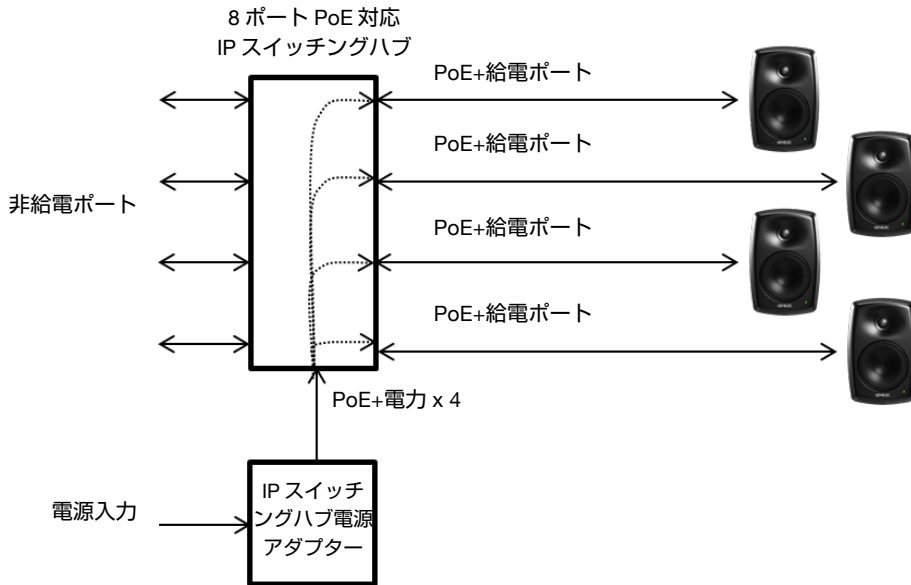 8 ポート PoE 対応
IP スイッチングハブ
PoE+給電ポート
PoE+給電ポート
非給電ポート
PoE+給電ポート
PoE+給電ポート
PoE+電力 x 4
電源入力
IP スイッチ
ングハブ電源
アダプター